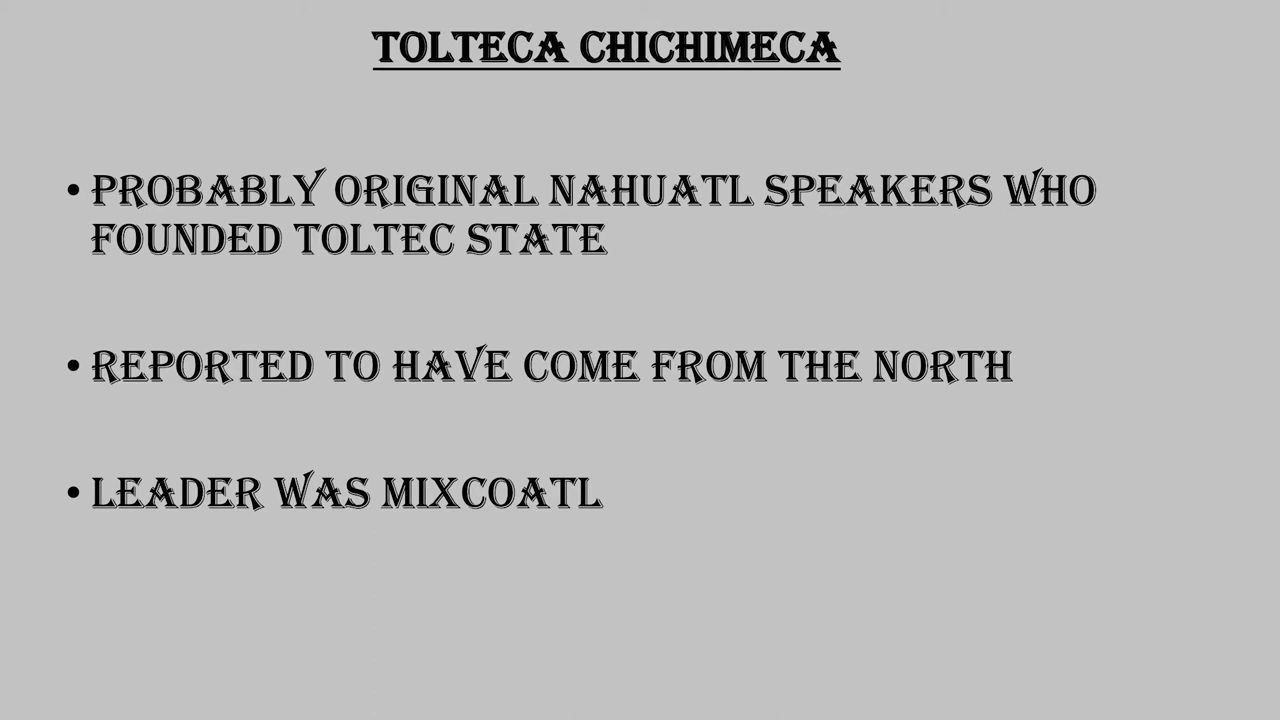 TOLTECA CHICHIMECA
• PROBABLY ORIGINAL NAHUATL SPEAKERS WHO
FOUNDED TOLTEC STATE
• REPORTED TO HAVE COME FROM THE NORTH
• LEADER WAS MIXCOATL